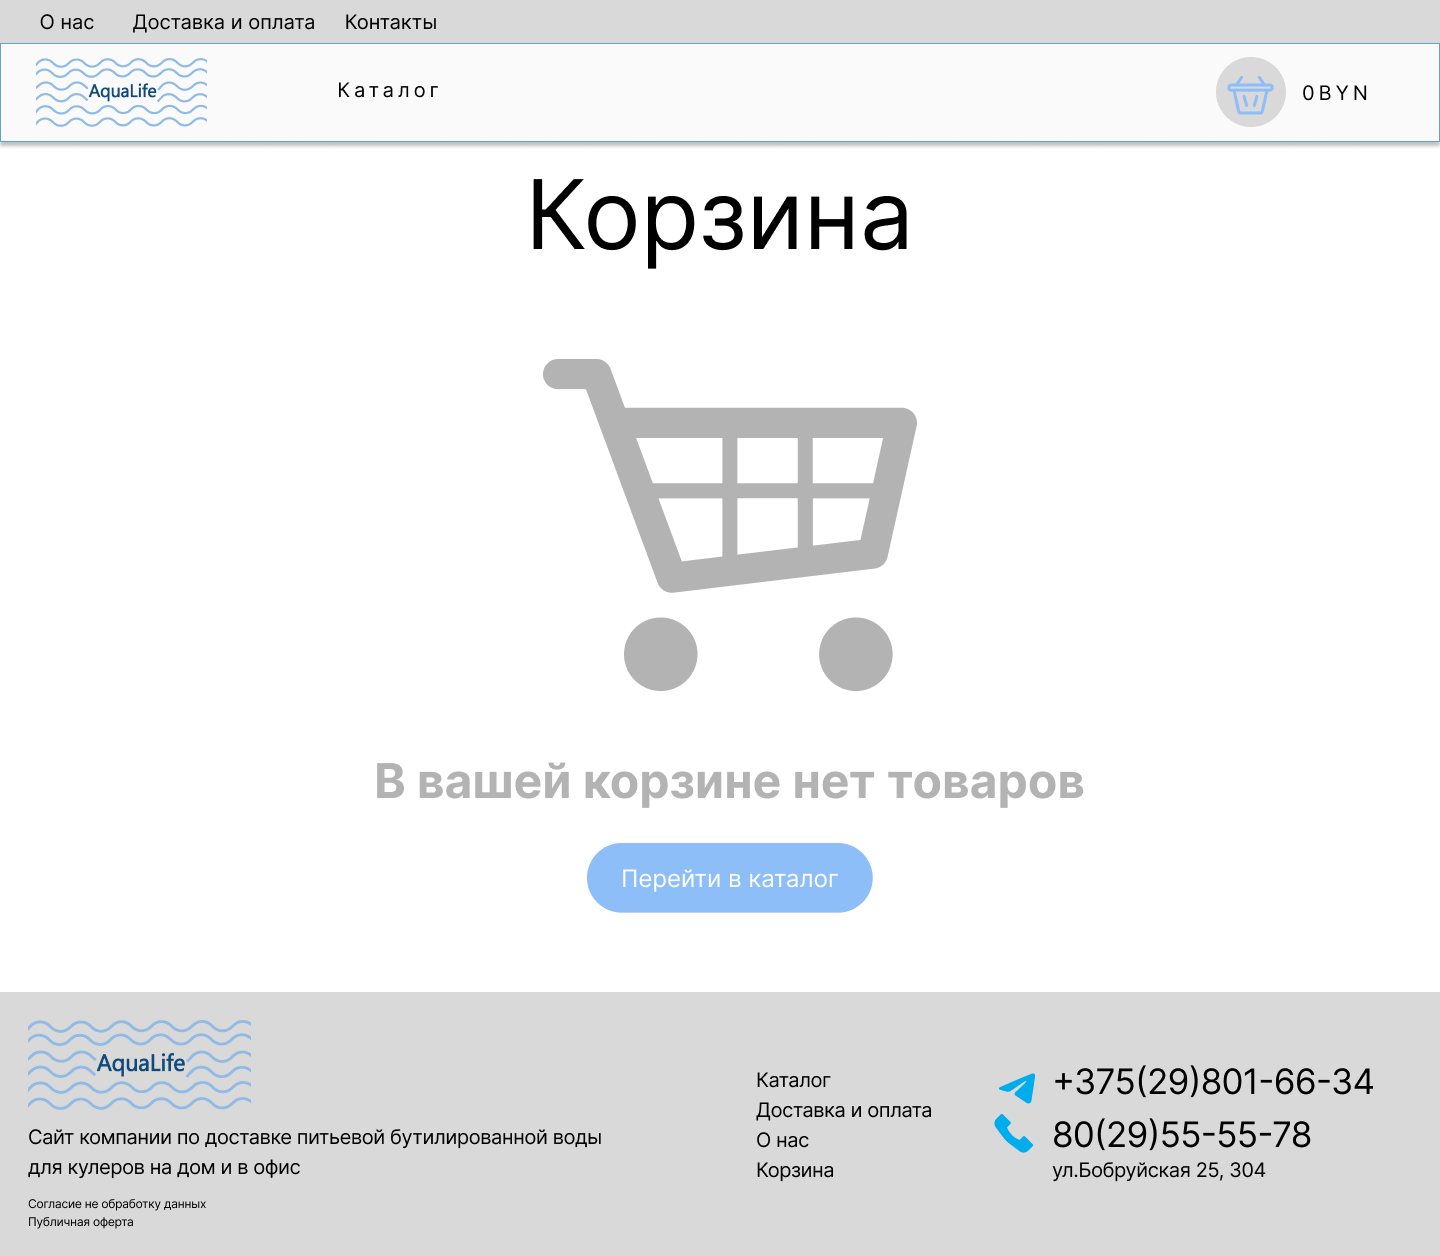 О нас Доставка и оплата Контакты
AquaLife
Каталог
0BYN
Корзина
В вашей корзине нет товаров
Перейти в каталог
AquaLife
Сайт компании по доставке питьевой бутилированной воды
для кулеров на дом и в офис
Согласие не обработку данных
Публичная оферта
Каталог
Доставка и оплата
О нас
Корзина
+375(29)801-66-34
80(29)55-55-78
ул.Бобруйская 25, 304